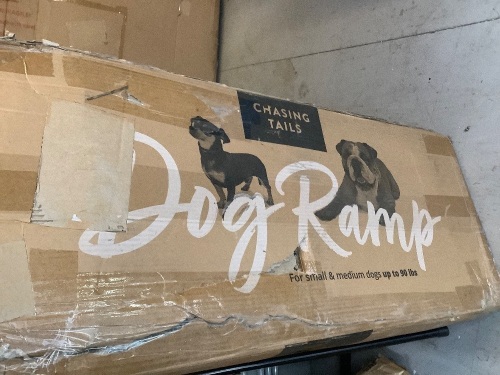 CHASING
TAILS
Dog Ramp
For small & medium dogs up to 90 lbs